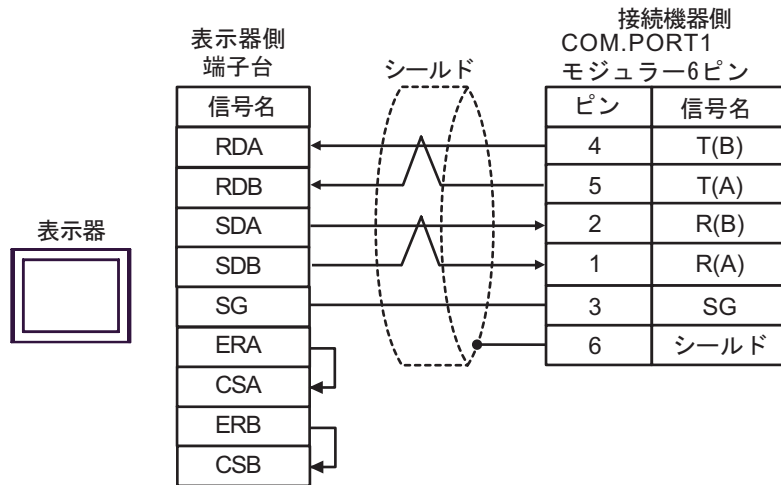 接続機器側
表示器側
COM.PORT1
端子台
シールド
モジュラー6ピン
信号名
ピン
信号名
RDA
4
T(B)
RDB
5
T(A)
SDA
2
R(B)
SDB
1
R(A)
SG
3
SG
ERA
6
シールド
CSA
ERB
CSB
表示器